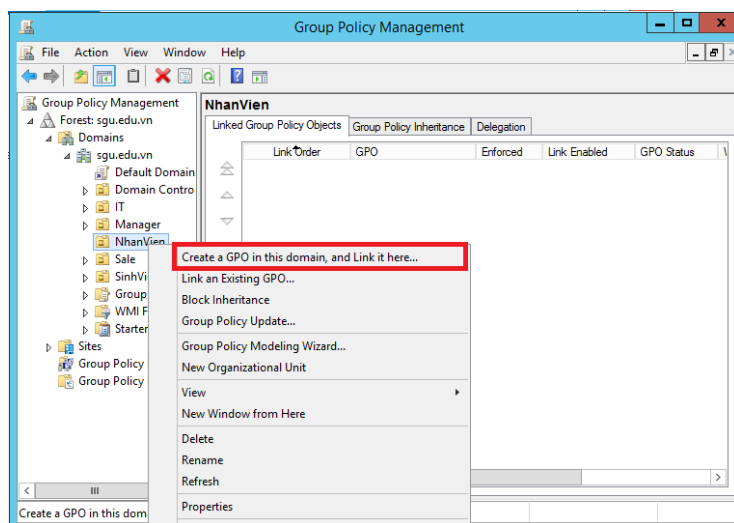 Group Policy Management
File Action View Window Help
Group Policy Management
Forest: sgu.edu.vn
Domains
sgu.edu.vn
Default Domain
Domain Contro
IT
Manager
NhanVien
Sale
SinhVi
Group
WMI F
Starter
Sites
Group Policy
Group Policy
NhanVien
Linked Group Policy Objects Group Policy Inheritance Delegation
Link Order GPO Enforced Link Enabled GPO Status
Create a GPO in this domain, and Link it here...
Link an Existing GPO...
Block Inheritance
Group Policy Update...
Group Policy Modeling Wizard...
New Organizational Unit
View
New Window from Here
Delete
Rename
Refresh
Properties
Create a GPO in this dom